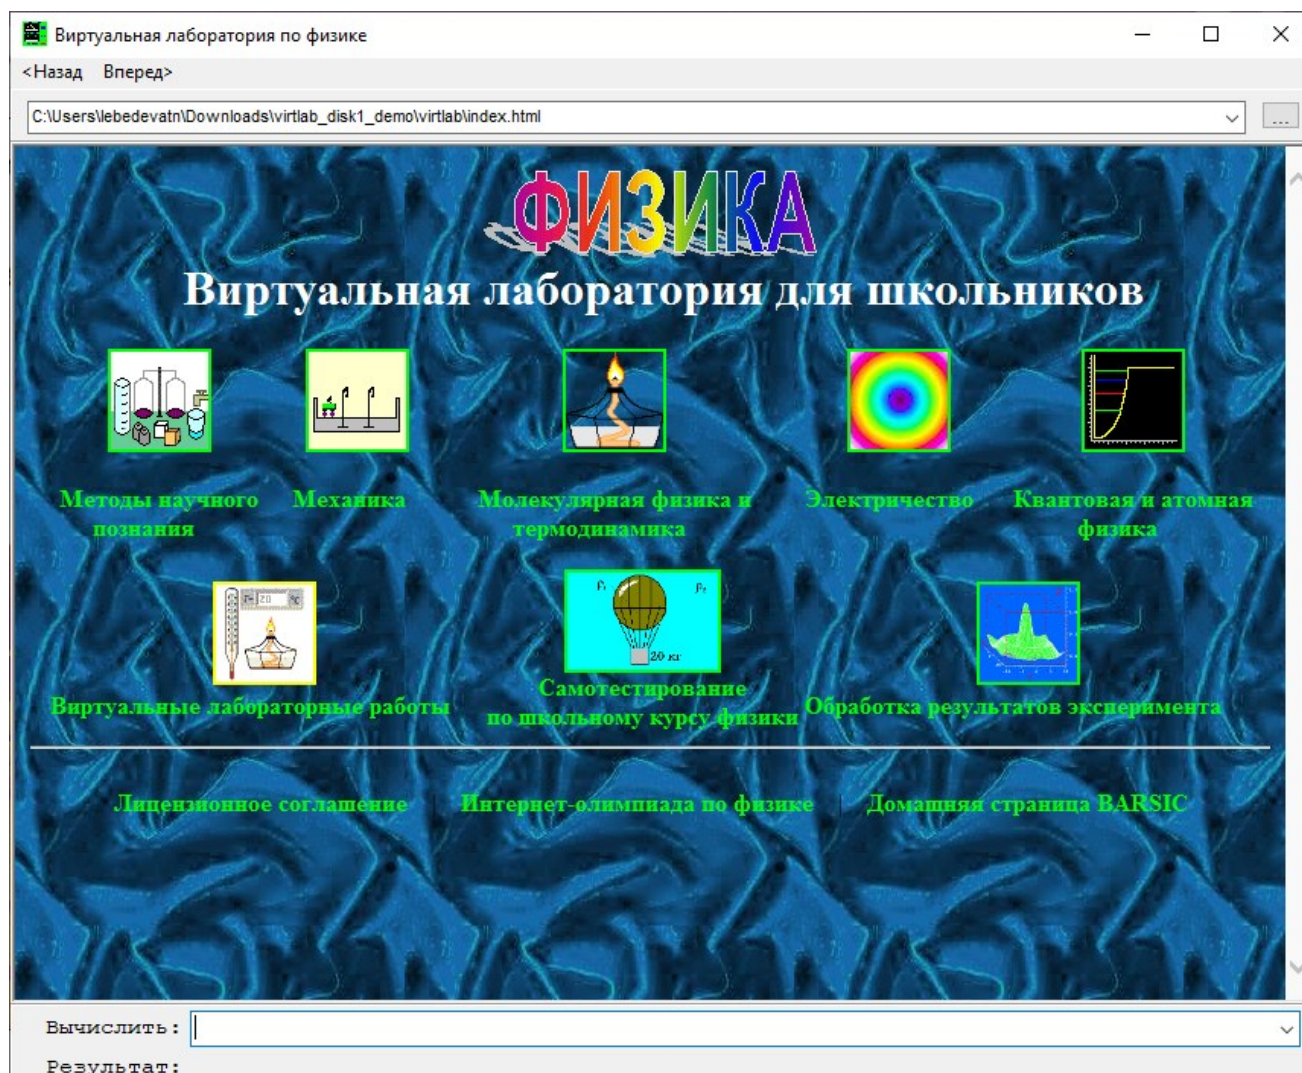 Виртуальная лаборатория по физике
<Назад Вперед>
C:\Users\lebedevatn\Downloads\virtlab_disk1_demo\virtlab\index.html
...
ФИЗИКА
Виртуальная лаборатория для школьников
Методы научного познания
Механика
Молекулярная физика и термодинамика
Электричество
Квантовая и атомная физика
20
20 кг
Виртуальные лабораторные работы
Самотестирование
по школьному курсу физики
Обработка результатов эксперимента
Лицензионное соглашение | Интернет-олимпиада по физике | Домашняя страница BARSIC
Вычислить:
Результат: